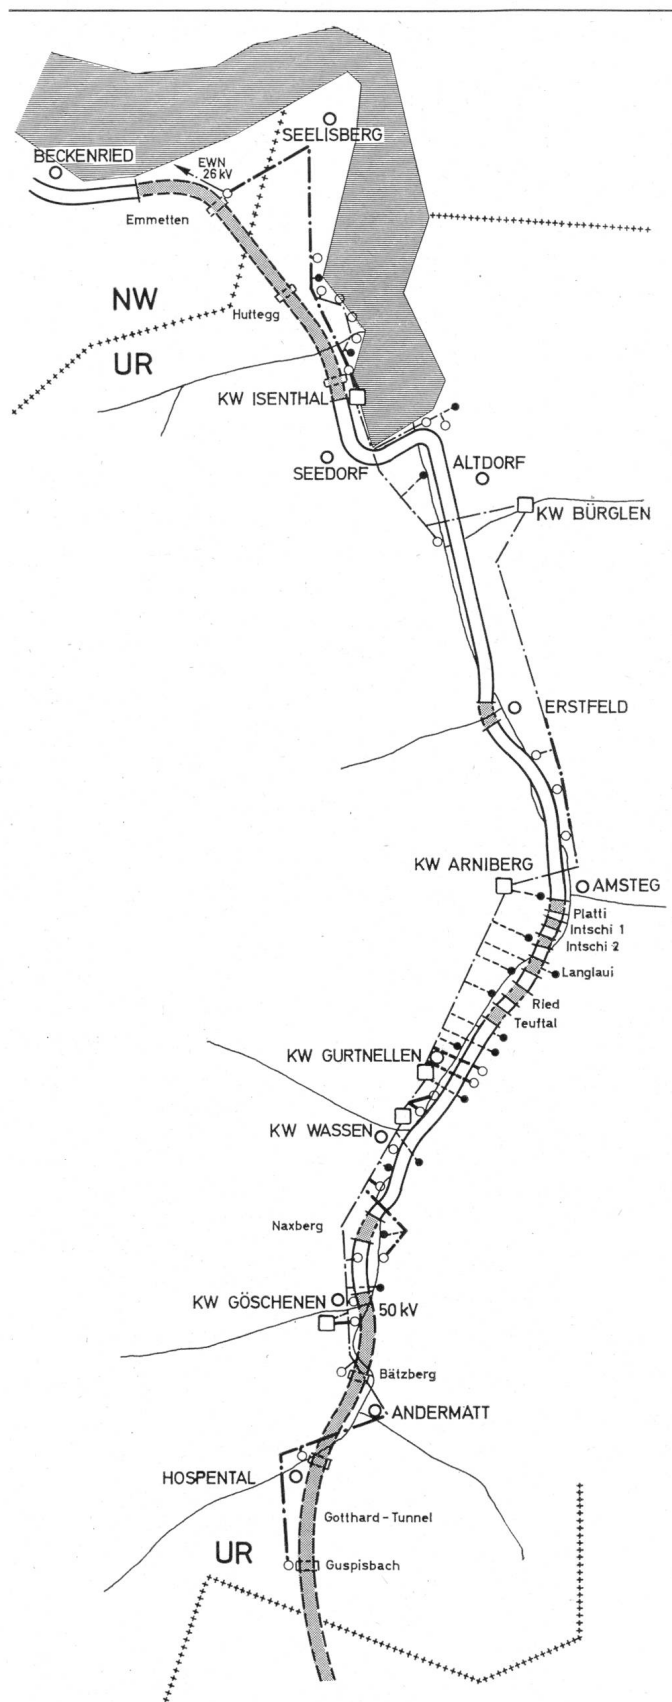 SEELISBERG
BECKENRIED
EWN
26 kV
Emmetten
NW
Huttegg
UR
KW ISENTHAL
SEEDORF
ALTDORF
KW BÜRGLEN
ERSTFELD
KW ARNIBERG
AMSTEG
Platti
Intschi 1
Intschi 2
Langlaui
Ried
Teuftal
KW GURTNELLEN
KW WASSEN
Naxberg
KW GÖSCHENEN
50 kV
Bätzberg
ANDERMATT
HOSPENTAL
Gotthard-Tunnel
UR
Guspisbach